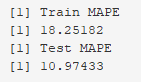 [1] Train MAPE
[1] 18.25182
[1] Test MAPE
[1] 10.97433